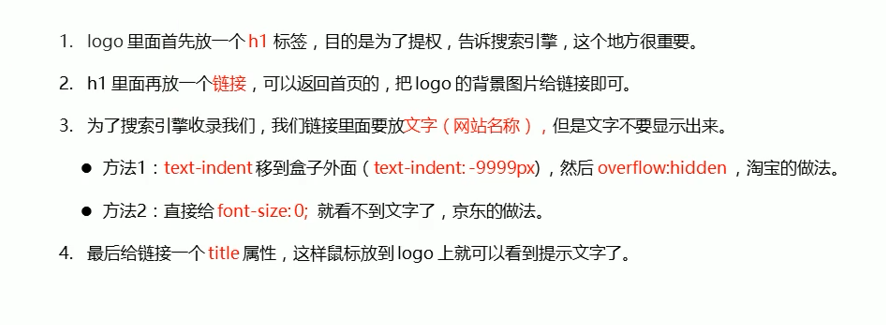 1. logo 里面首先放一个 h1 标签，目的是为了提权，告诉搜索引擎，这个地方很重要。
2. h1 里面再放一个链接，可以返回首页的，把 logo 的背景图片给链接即可。
3. 为了搜索引擎收录我们，我们链接里面要放文字（网站名称），但是文字不要显示出来。
● 方法1：text-indent 移到盒子外面（text-indent: -9999px），然后 overflow:hidden ，淘宝的做法。
● 方法2：直接给 font-size: 0; 就看不到文字了，京东的做法。
4. 最后给链接一个 title 属性，这样鼠标放到 logo 上就可以看到提示文字了。